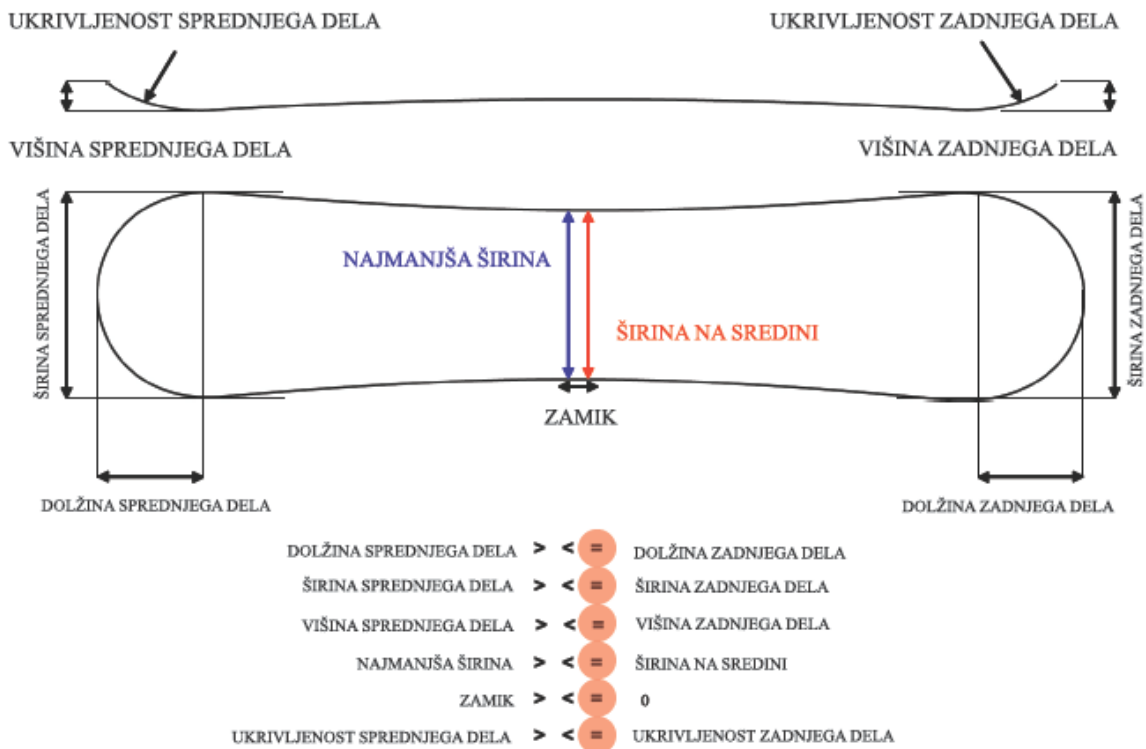 UKRIVLJENOST SPREDNJEGA DELA
UKRIVLJENOST ZADNJEGA DELA
VIŠINA SPREDNJEGA DELA
VIŠINA ZADNJEGA DELA
ŠIRINA SPREDNJEGA DELA
NAJMANJŠA ŠIRINA
ŠIRINA NA SREDINI
ŠIRINA ZADNJEGA DELA
ZAMIK
DOLŽINA SPREDNJEGA DELA
DOLŽINA ZADNJEGA DELA
DOLŽINA SPREDNJEGA DELA > < = DOLŽINA ZADNJEGA DELA
ŠIRINA SPREDNJEGA DELA > < = ŠIRINA ZADNJEGA DELA
VIŠINA SPREDNJEGA DELA > < = VIŠINA ZADNJEGA DELA
NAJMANJŠA ŠIRINA > < = ŠIRINA NA SREDINI
ZAMIK > < = 0
UKRIVLJENOST SPREDNJEGA DELA > < = UKRIVLJENOST ZADNJEGA DELA